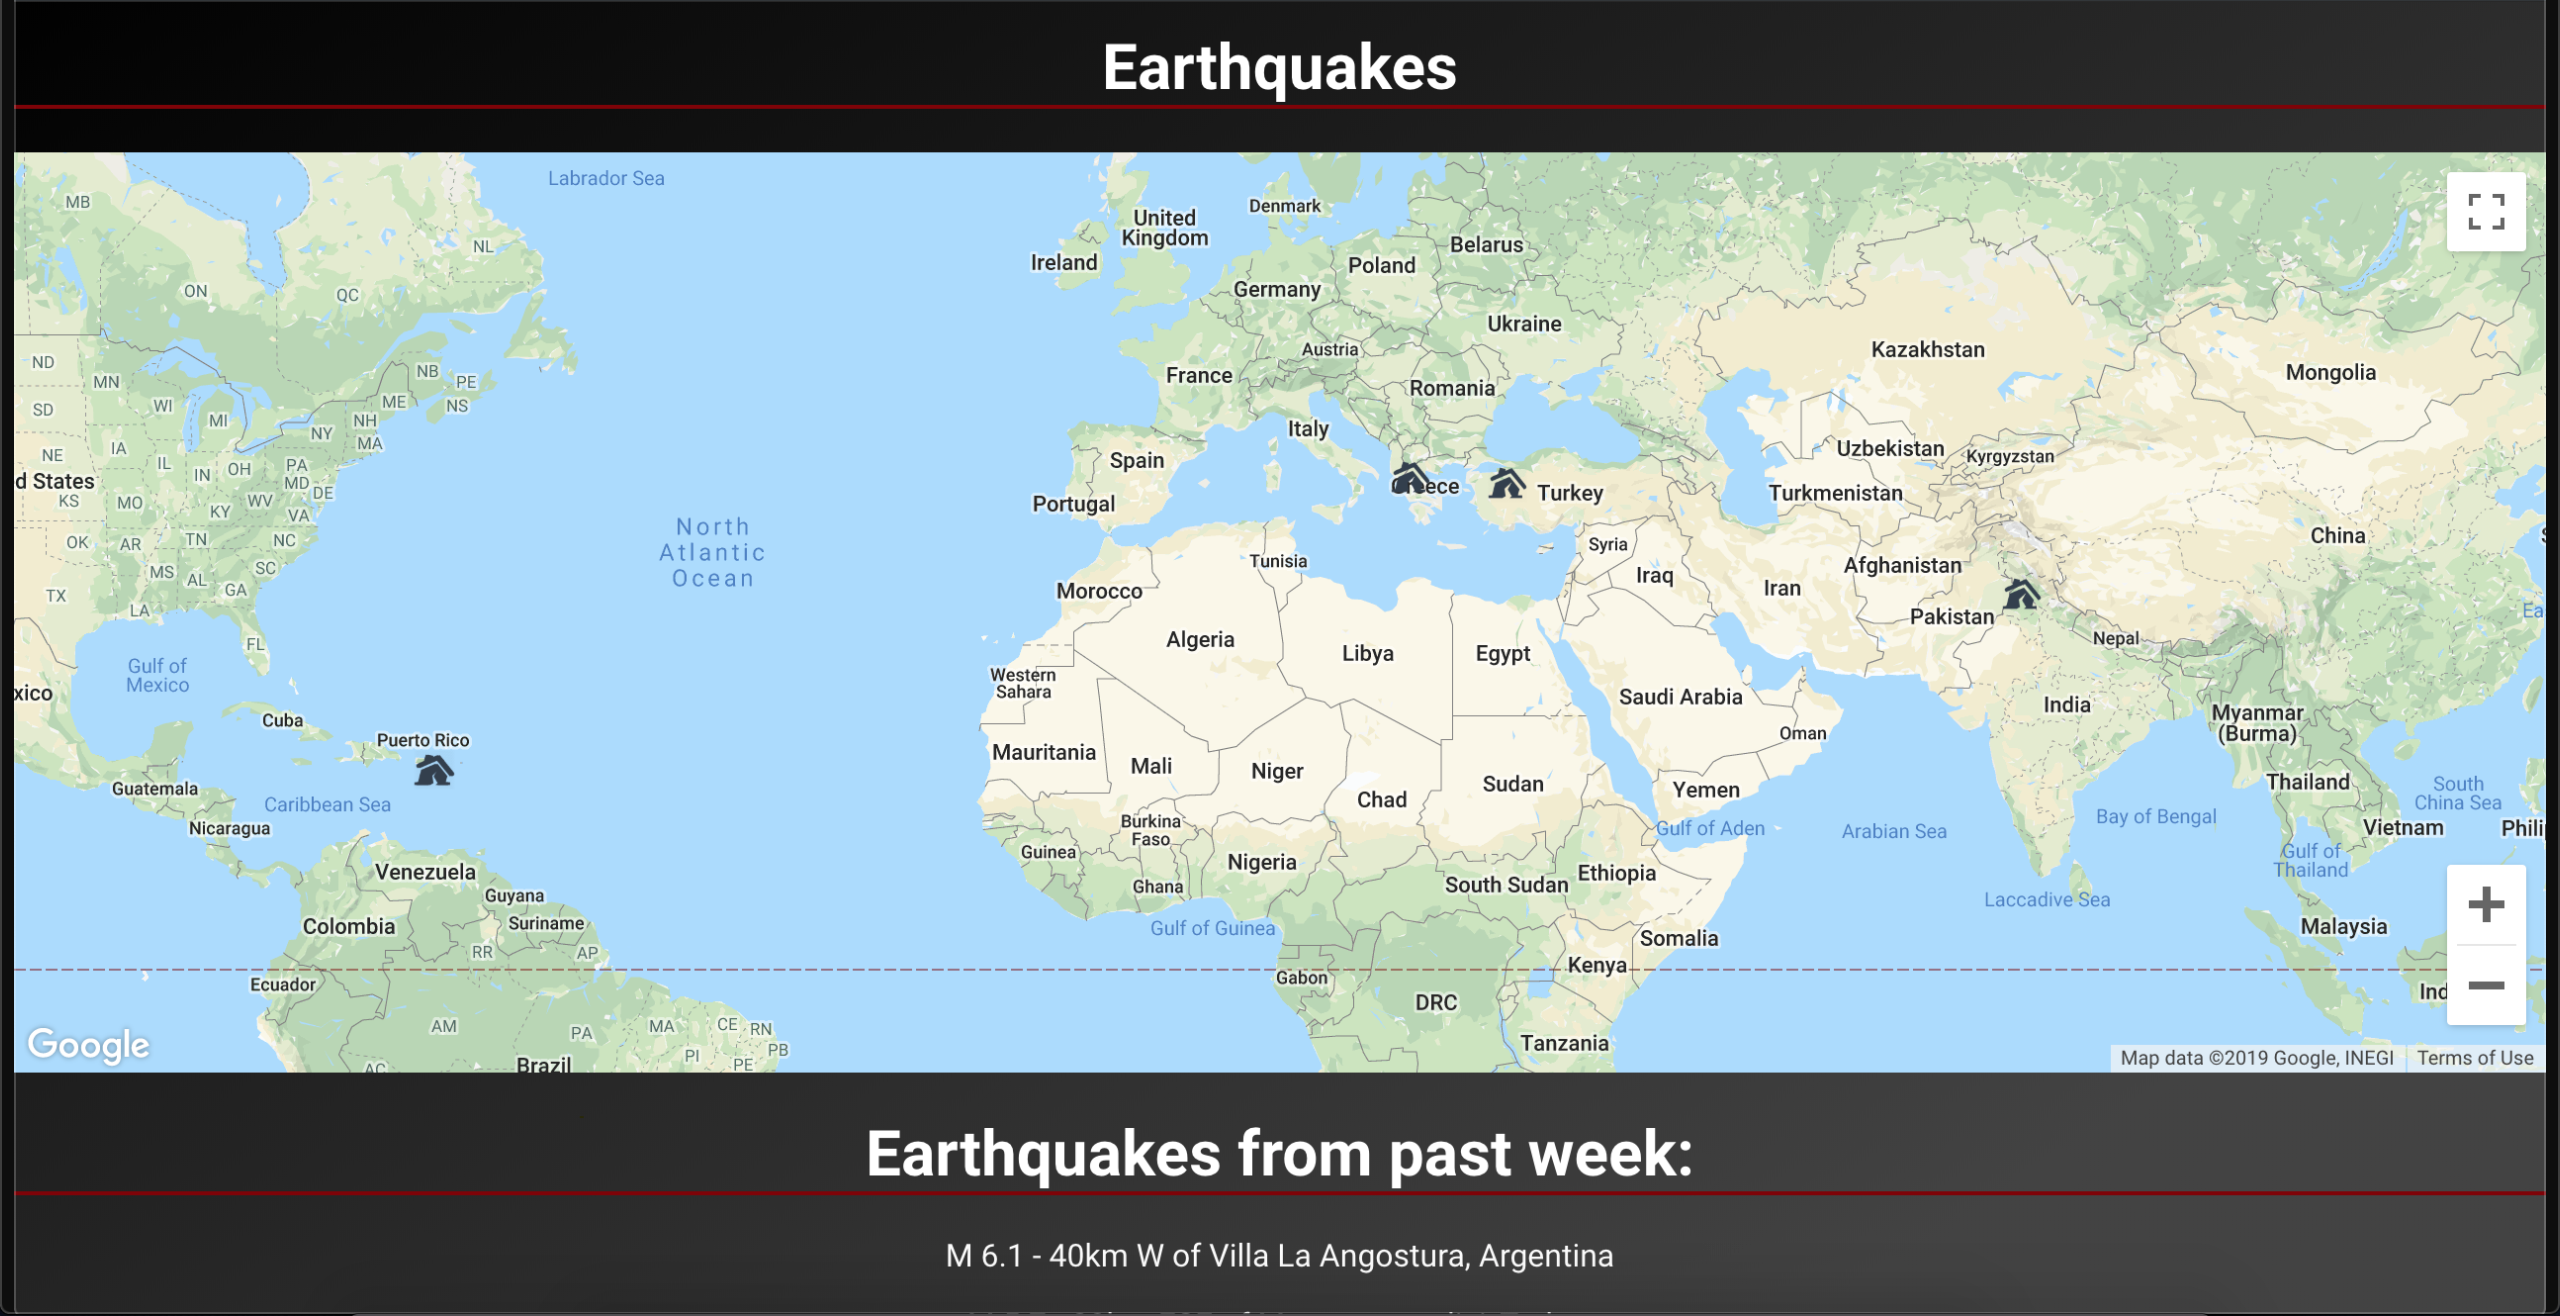 Earthquakes
Labrador Sea
MB
NL
ON
QC
United
Kingdom
Ireland
Denmark
Belarus
Poland
Germany
Ukraine
Austria
France
Romania
Kazakhstan
Mongolia
ND
MN
NB
PE
SD
WI
MI
ME
NS
NH
NY
MA
Italy
Uzbekistan
Kyrgyzstan
NE
IA
IL
IN
OH
PA
MD
DE
Spain
d States
KS
MO
KY
WV
VA
Portugal
Greece
Turkey
Turkmenistan
North
Atlantic
Ocean
OK
AR
TN
NC
Syria
China
MS
AL
SC
GA
Tunisia
Iraq
Iran
Afghanistan
TX
LA
Morocco
Pakistan
Ea
FL
Algeria
Libya
Egypt
Nepal
Gulf of
Mexico
xico
Western
Sahara
Saudi Arabia
India
Myanmar
(Burma)
Cuba
Puerto Rico
Oman
Mauritania
Mali
Niger
Chad
Sudan
Yemen
Thailand
South
China Sea
Guatemala
Caribbean Sea
Nicaragua
Burkina
Faso
Gulf of Aden
Arabian Sea
Bay of Bengal
Vietnam
Phili
Guinea
Nigeria
Gulf of
Thailand
Venezuela
Guyana
Ghana
South Sudan
Ethiopia
Colombia
Suriname
Gulf of Guinea
Laccadive Sea
Malaysia
RR
AP
Somalia
Kenya
Ecuador
Gabon
DRC
Ind
AM
PA
MA
CE
RN
PB
PI
PE
AC
Brazil
Tanzania
Google
Map data ©2019 Google, INEGI
Terms of Use
Earthquakes from past week:
M 6.1 - 40km W of Villa La Angostura, Argentina